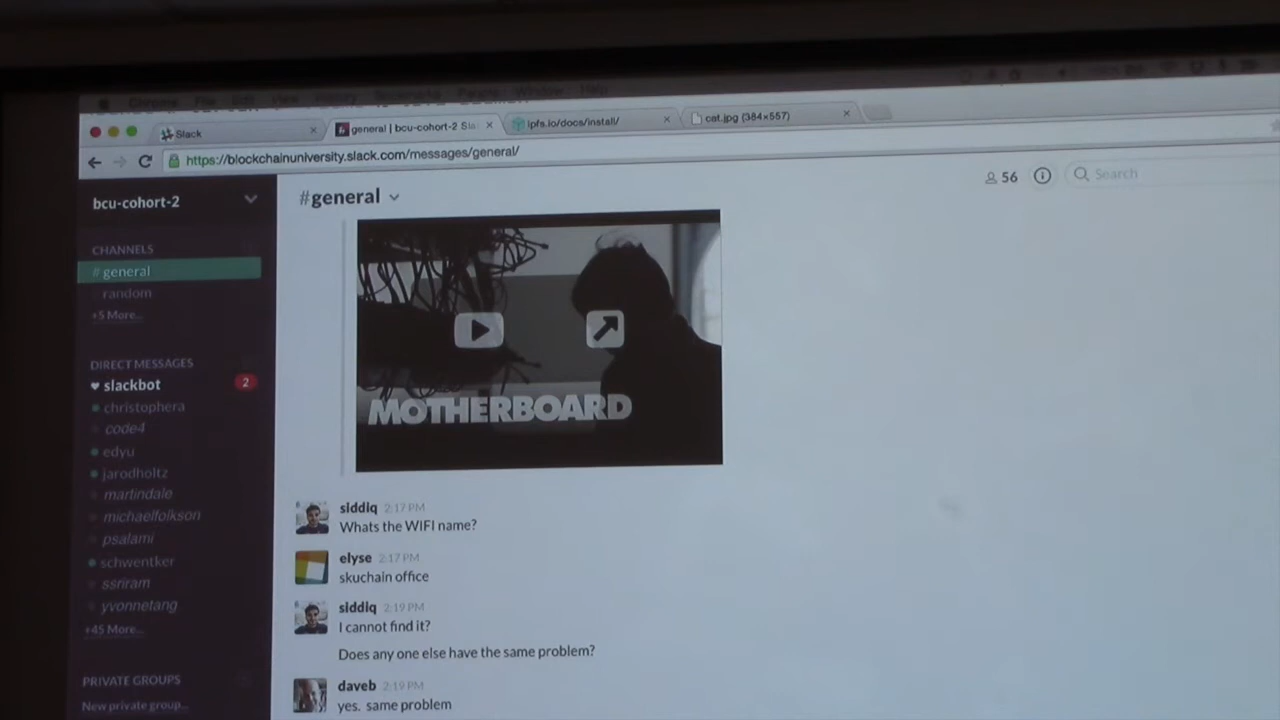 Slack
general | bcu-cohort-2 Sla
ipfs.io/docs/install/
cat.jpg (384×557)
https://blockchainuniversity.slack.com/messages/general/
bcu-cohort-2
#general
56
Search
CHANNELS
# general
random
+5 More...
DIRECT MESSAGES
slackbot
2
christophera
code4
edyu
jarodholtz
martindale
michaelfolkson
psalami
schwentker
ssriram
yvonnetang
+45 More...
PRIVATE GROUPS
New private group...
MOTHERBOARD
siddiq 2:17 PM
Whats the WIFI name?
elyse 2:17 PM
skuchain office
siddiq 2:19 PM
I cannot find it?
Does any one else have the same problem?
daveb 2:19 PM
yes. same problem